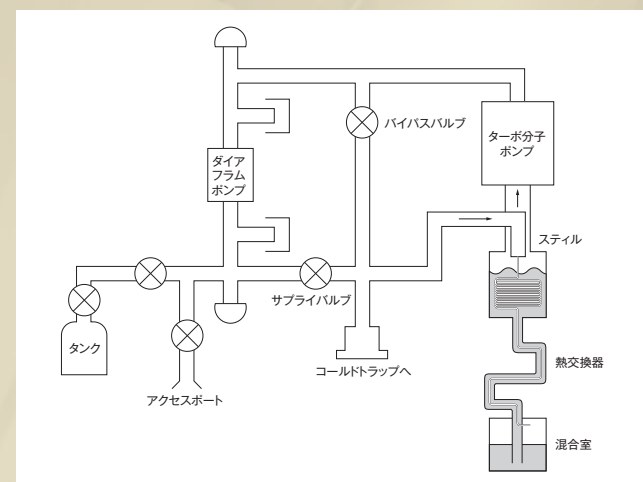 バイパスバルブ
ターボ分子
ポンプ
ダイア
フラム
ポンプ
スティル
サプライバルブ
タンク
コールドトラップへ
熱交換器
アクセスポート
混合室